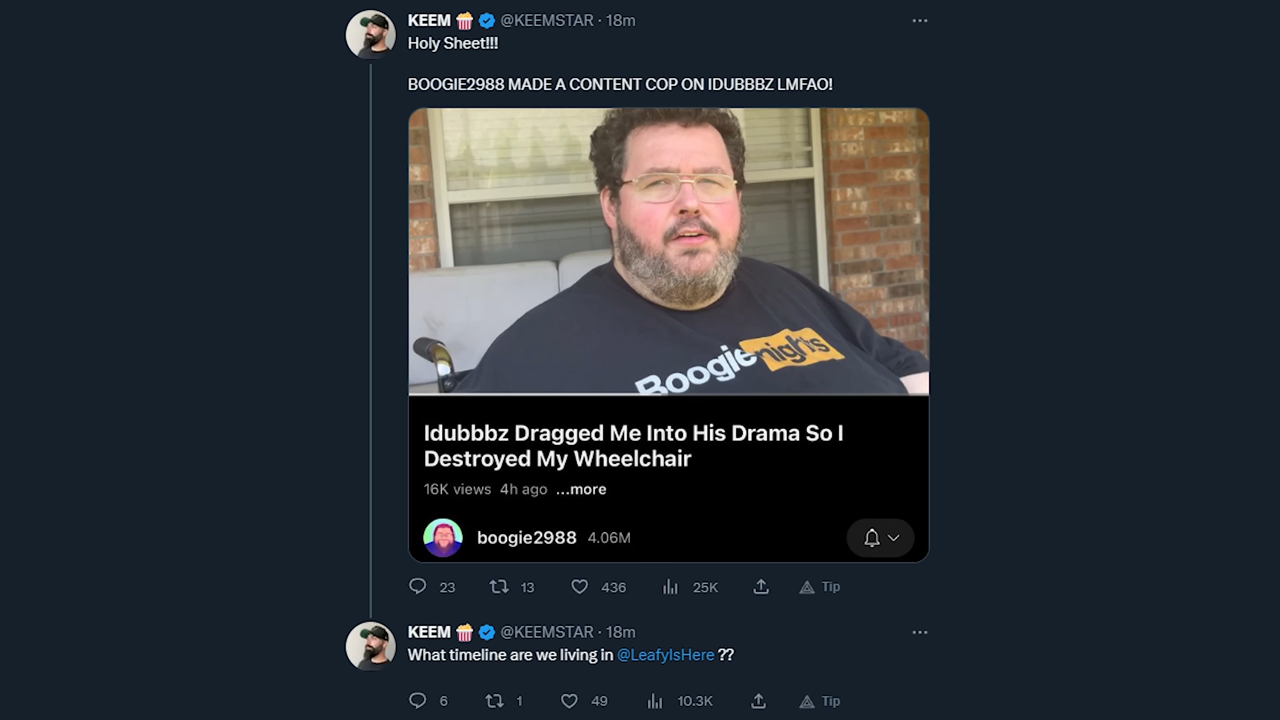 KEEM 🍿 @KEEMSTAR · 18m
Holy Sheet!!!
BOOGIE2988 MADE A CONTENT COP ON IDUBBBZ LMFAO!
Boogienights
Idubbbz Dragged Me Into His Drama So I
Destroyed My Wheelchair
16K views 4h ago ...more
boogie2988 4.06M
23 13 436 25K Tip
KEEM 🍿 @KEEMSTAR · 18m
What timeline are we living in @LeafyIsHere ??
6 1 49 10.3K Tip